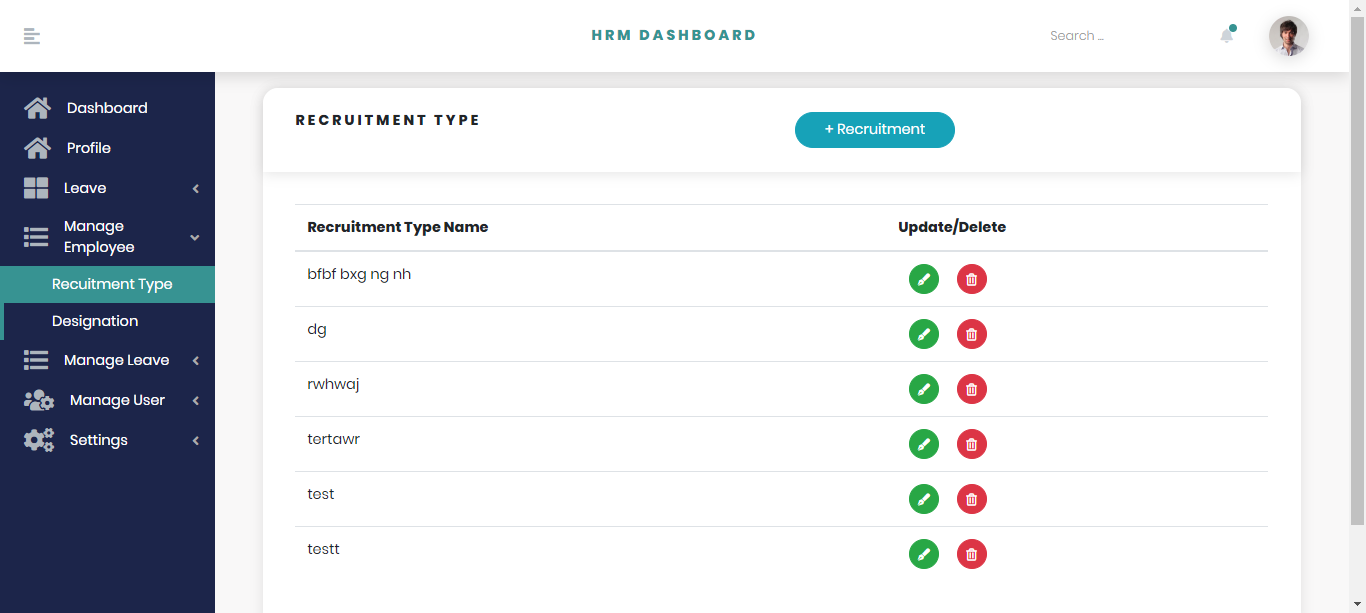 HRM DASHBOARD
Search ...
Dashboard
Profile
Leave
Manage
Employee
Recuitment Type
Designation
Manage Leave
Manage User
Settings
RECRUITMENT TYPE
+ Recruitment
Recruitment Type Name Update/Delete
bfbf bxg ng nh
dg
rwhwaj
tertawr
test
testt